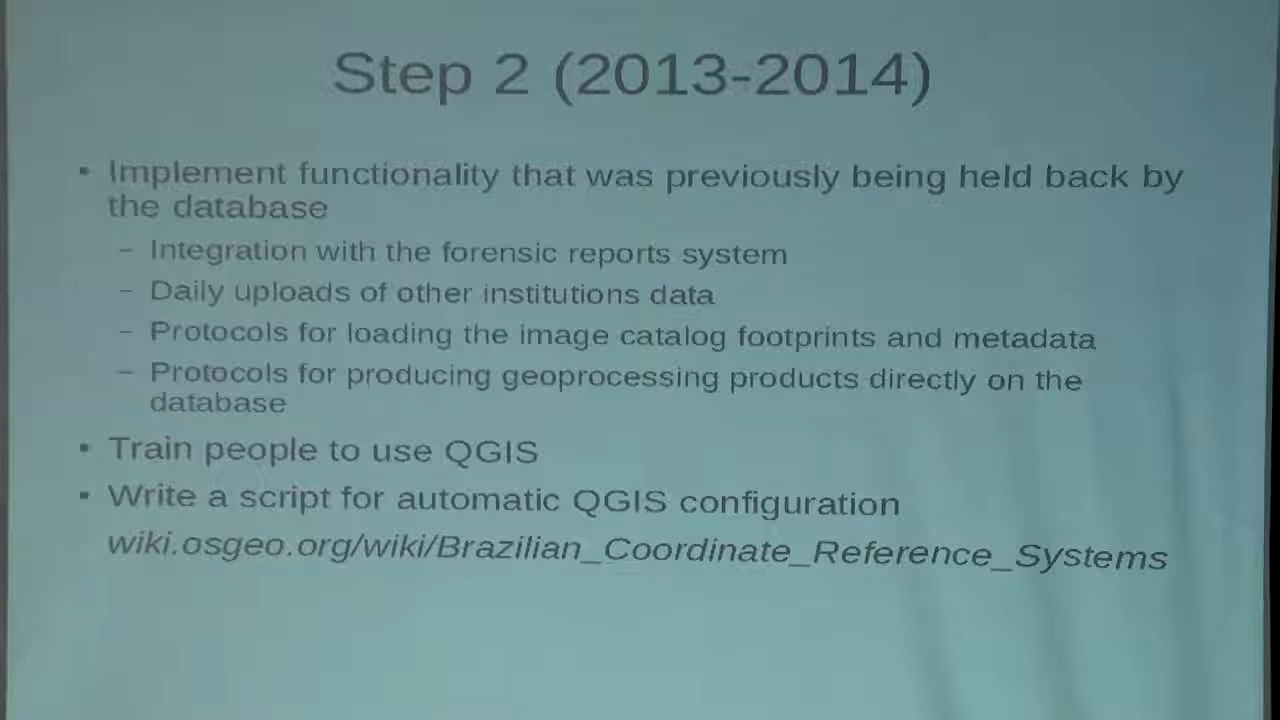 Step 2 (2013-2014)
• Implement functionality that was previously being held back by
the database
– Integration with the forensic reports system
– Daily uploads of other institutions data
– Protocols for loading the image catalog footprints and metadata
– Protocols for producing geoprocessing products directly on the
database
• Train people to use QGIS
• Write a script for automatic QGIS configuration
wiki.osgeo.org/wiki/Brazilian_Coordinate_Reference_Systems